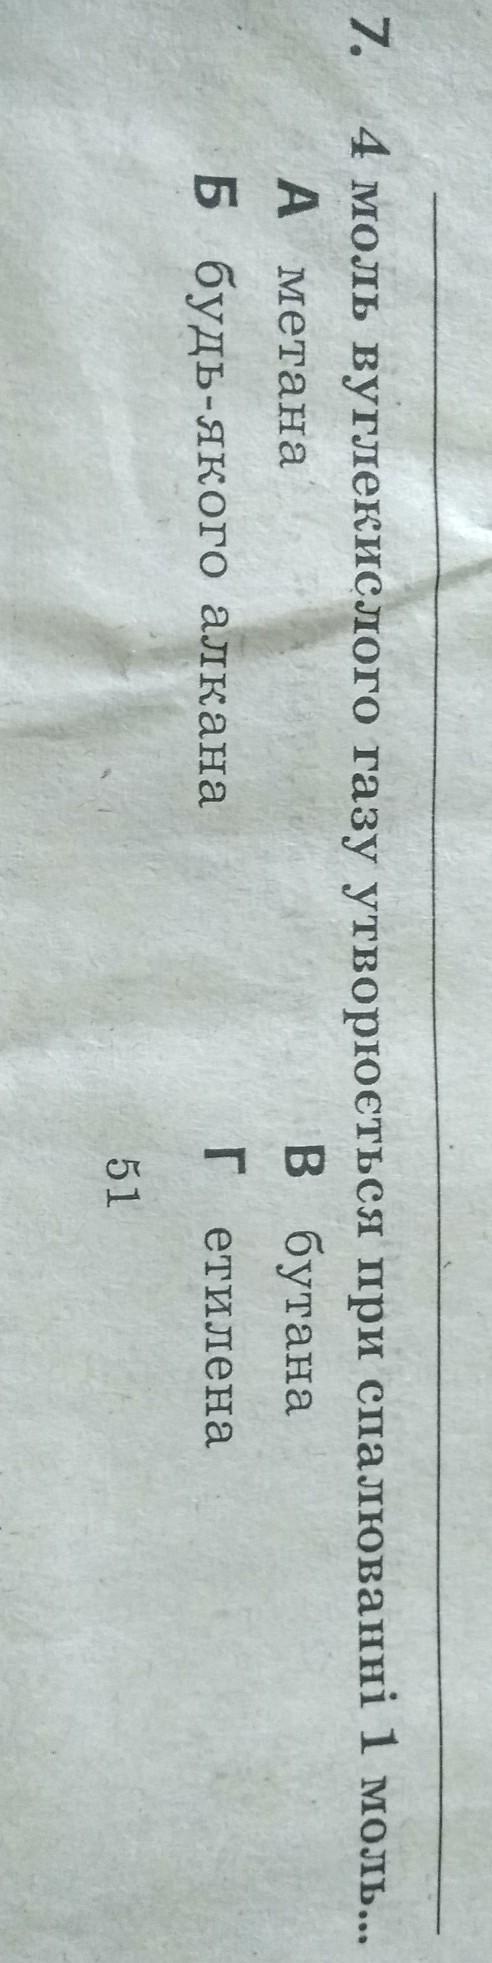 7. 4 моль вуглекислого газу утворюється при спалюванні 1 моль...
А метана В бутана
Б будь-якого алкана Г етилена
51